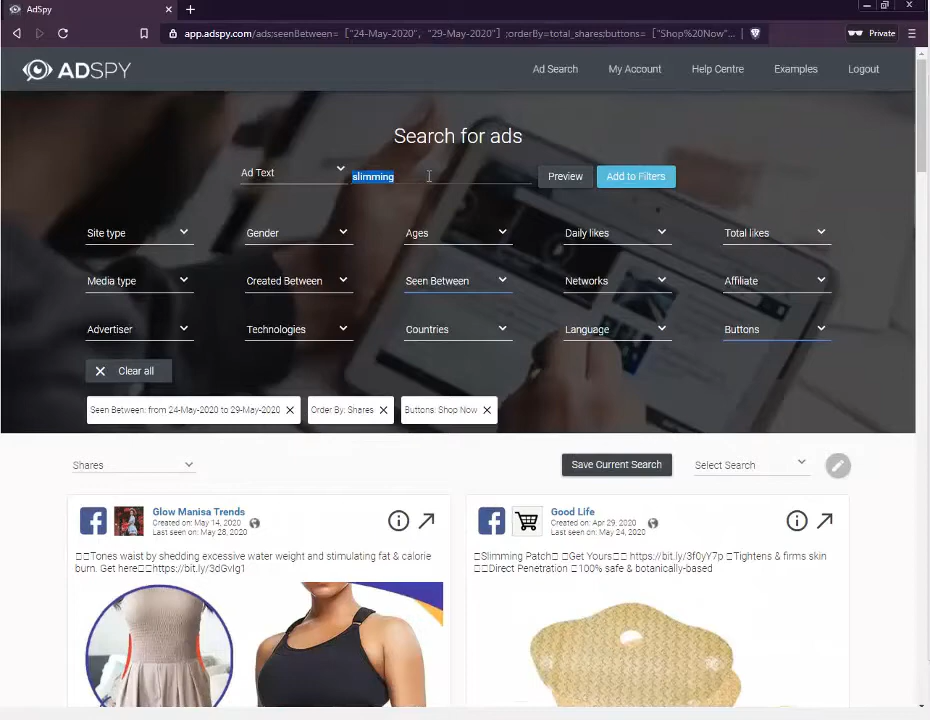 AdSpy
app.adspy.com/ads;seenBetween= ["24-May-2020", "29-May-2020"] ;orderBy=total_shares;buttons= ["Shop%20Now"...
Private
ADSPY
Ad Search
My Account
Help Centre
Examples
Logout
Search for ads
Ad Text
slimming
Preview
Add to Filters
Site type
Gender
Ages
Daily likes
Total likes
Media type
Created Between
Seen Between
Networks
Affiliate
Advertiser
Technologies
Countries
Language
Buttons
Clear all
Seen Between: from 24-May-2020 to 29-May-2020
Order By: Shares
Buttons: Shop Now
Shares
Save Current Search
Select Search
Glow Manisa Trends
Created on: May 14, 2020
Last seen on: May 28, 2020
Tones waist by shedding excessive water weight and stimulating fat & calorie
burn. Get here https://bit.ly/3dGvIg1
Good Life
Created on: Apr 29, 2020
Last seen on: May 24, 2020
Slimming Patch Get Yours https://bit.ly/3f0yY7p Tightens & firms skin
Direct Penetration 100% safe & botanically-based